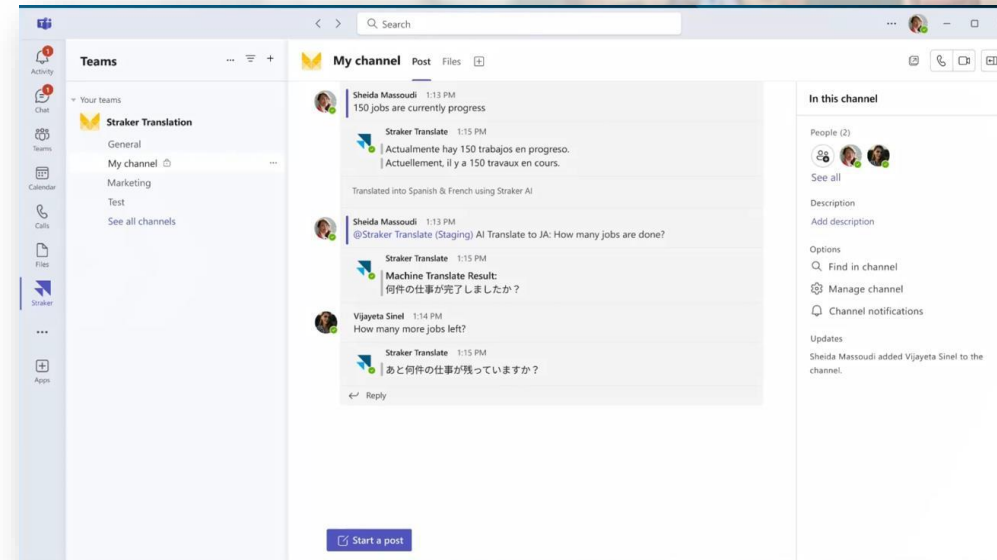 Search
Activity
Chat
Teams
Calendar
Calls
Files
Straker
Apps
Teams
Your teams
Straker Translation
General
My channel
Marketing
Test
See all channels
My channel Post Files
Sheida Massoudi 1:13 PM
150 jobs are currently progress
Straker Translate 1:15 PM
Actualmente hay 150 trabajos en progreso.
Actuellement, il y a 150 travaux en cours.
Translated into Spanish & French using Straker AI
Sheida Massoudi 1:13 PM
@Straker Translate (Staging) AI Translate to JA: How many jobs are done?
Straker Translate 1:15 PM
Machine Translate Result:
何件の仕事が完了しましたか？
Vijayeta Sinel 1:14 PM
How many more jobs left?
Straker Translate 1:15 PM
あと何件の仕事が残っていますか？
Reply
Start a post
In this channel
People (2)
See all
Description
Add description
Options
Find in channel
Manage channel
Channel notifications
Updates
Sheida Massoudi added Vijayeta Sinel to the
channel.